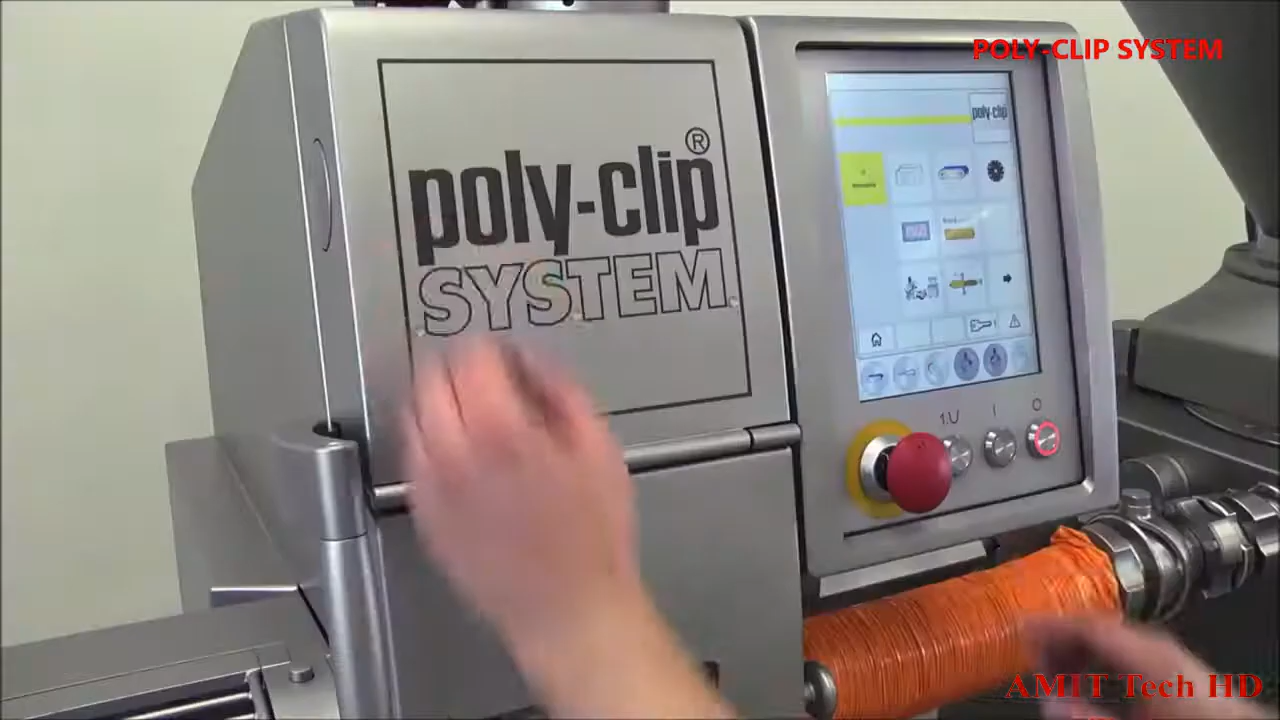 POLY-CLIP SYSTEM
poly-clip®
SYSTEM
poly-clip
1.U
I
O
AMIT Tech HD